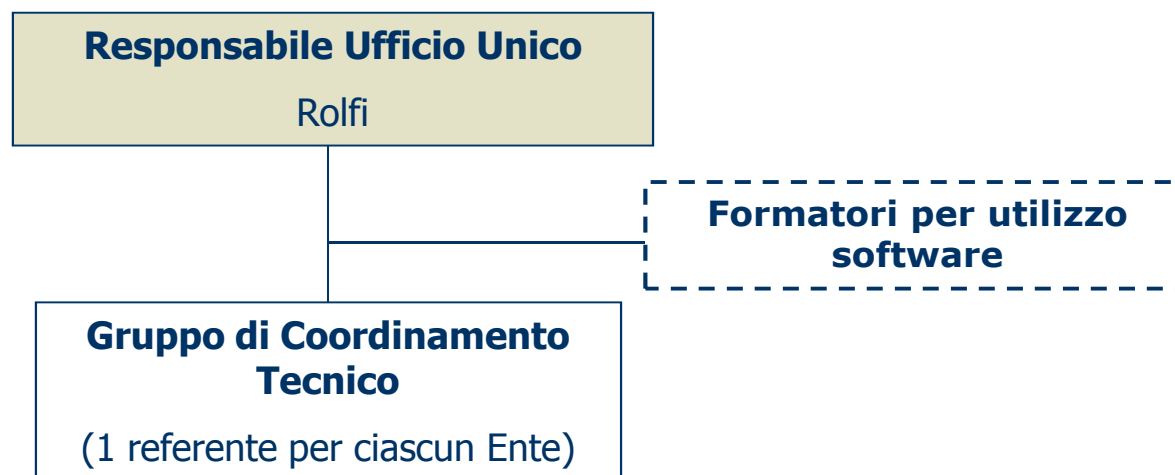 Responsabile Ufficio Unico
Rolfi
Formatori per utilizzo
software
Gruppo di Coordinamento
Tecnico
(1 referente per ciascun Ente)